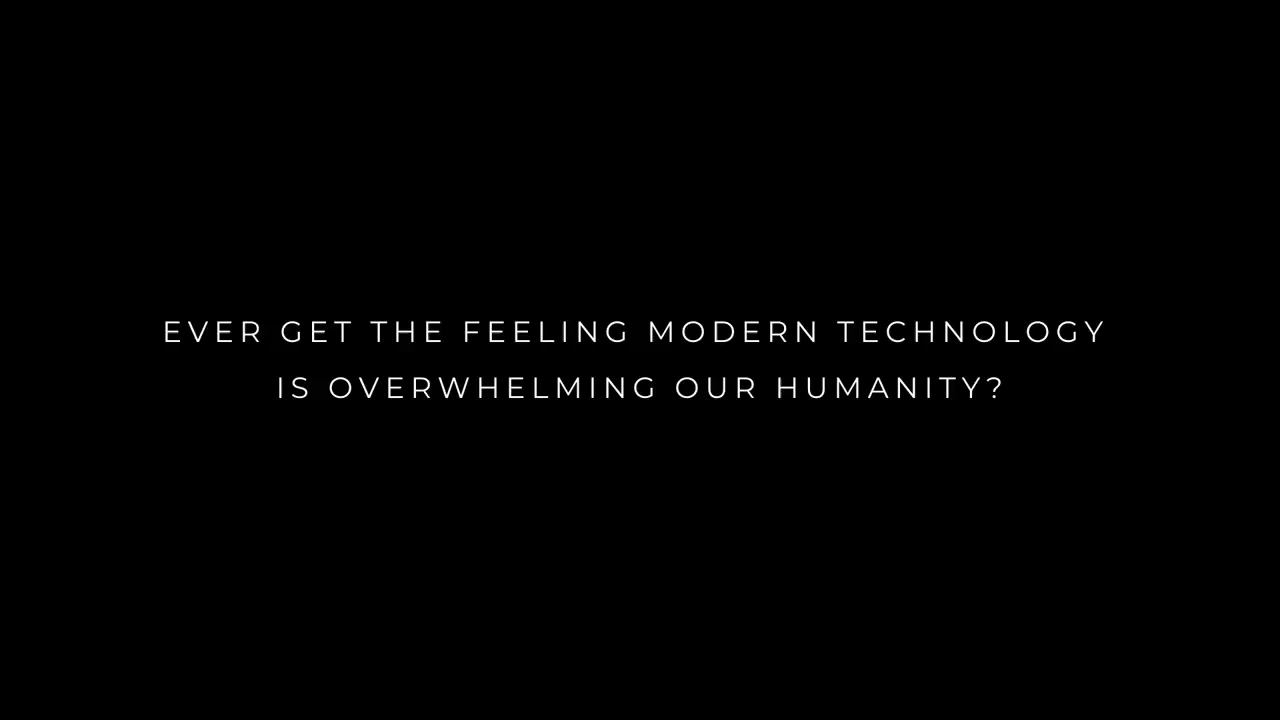 EVER GET THE FEELING MODERN TECHNOLOGY
IS OVERWHELMING OUR HUMANITY?